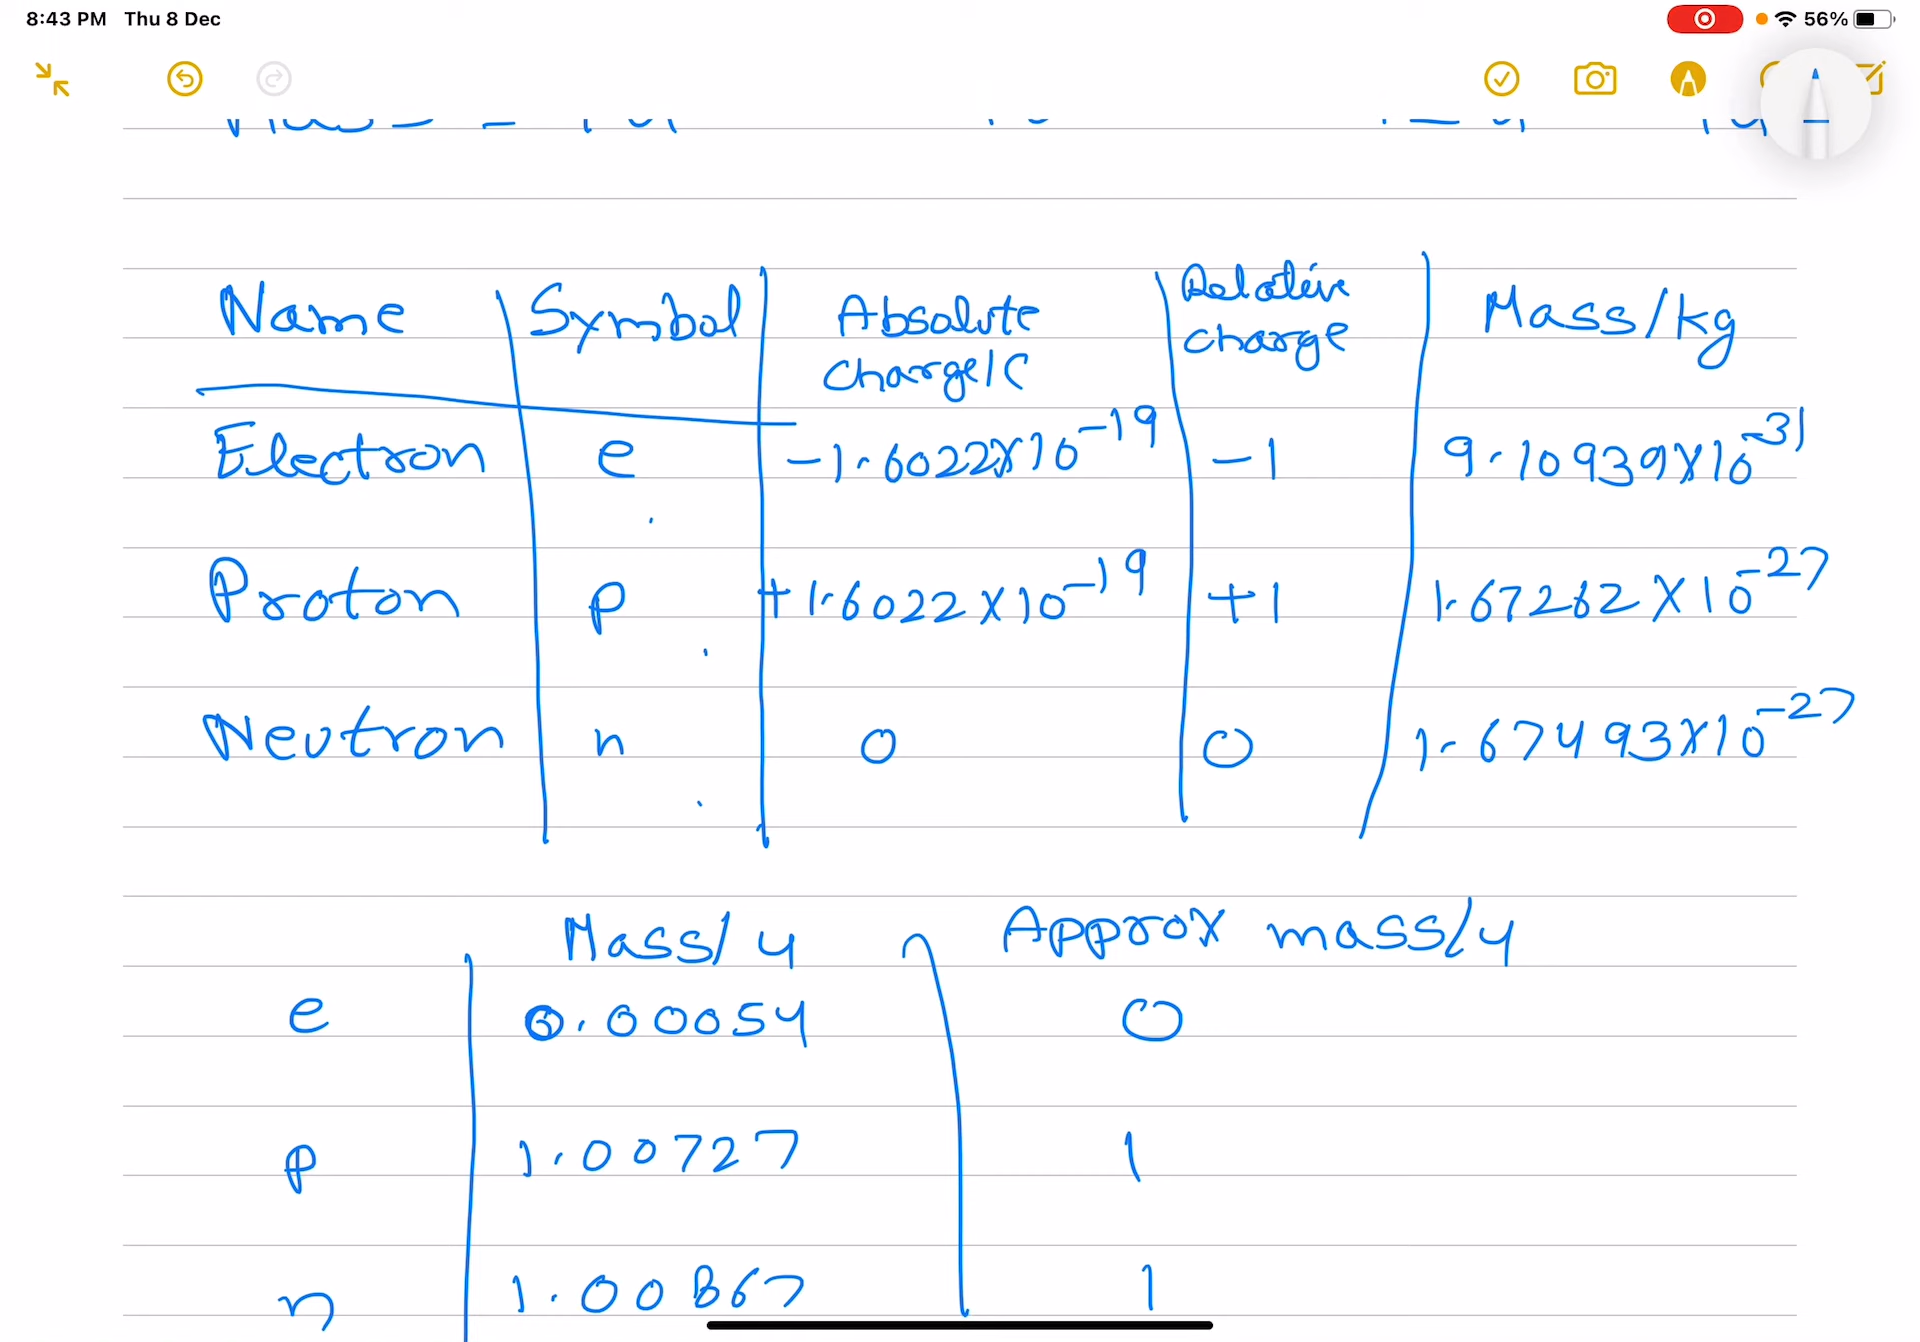 8:43 PM Thu 8 Dec 56%
Name Symbol Absolute charge/C Relative charge Mass/kg
Electron e -1.6022X10^-19 -1 9.10939X10^-31
Proton p +1.6022X10^-19 +1 1.67262X10^-27
Neutron n 0 0 1.67493X10^-27
Mass/u Approx mass/u
e 0.00054 0
p 1.00727 1
n 1.00867 1